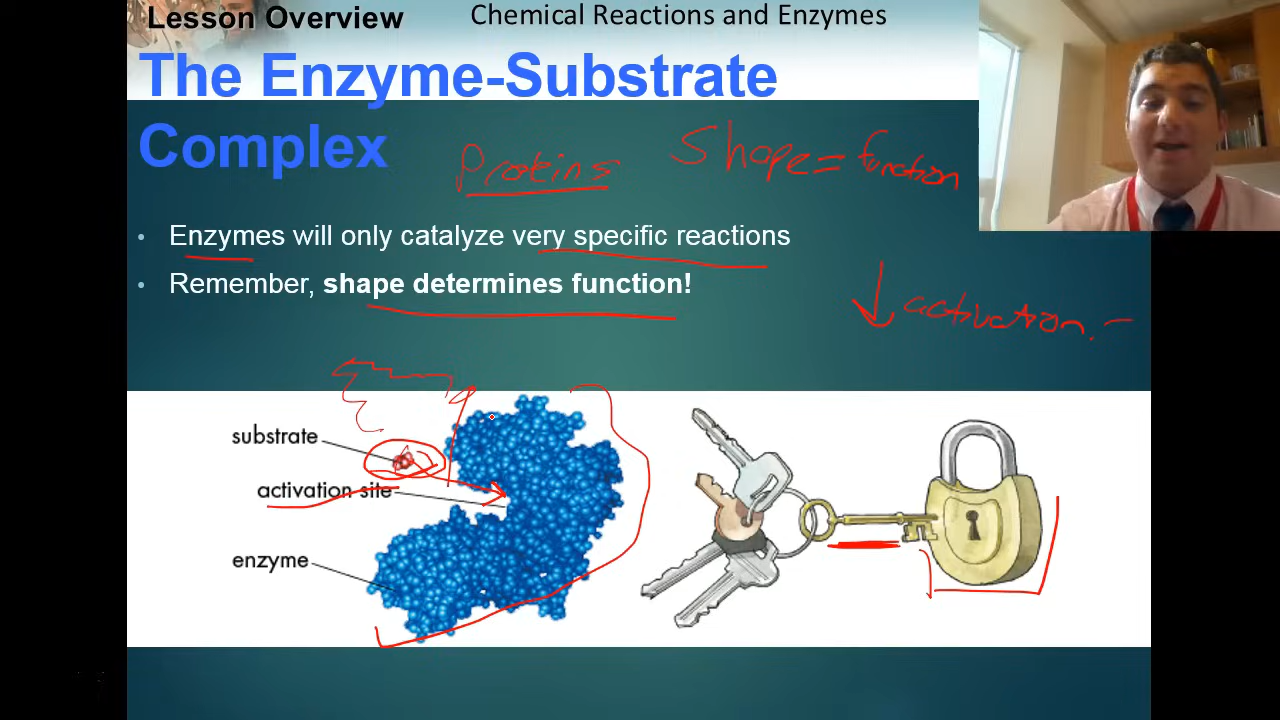 Lesson Overview
Chemical Reactions and Enzymes
The Enzyme-Substrate
Complex
Proteins
Shape = function
• Enzymes will only catalyze very specific reactions
• Remember, shape determines function!
↓ activation.
substrate
activation site
enzyme